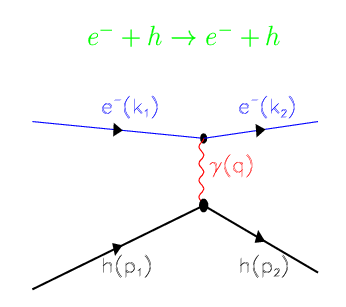 e⁻ + h → e⁻ + h
e⁻(k₁) e⁻(k₂)
γ(q)
h(p₁) h(p₂)